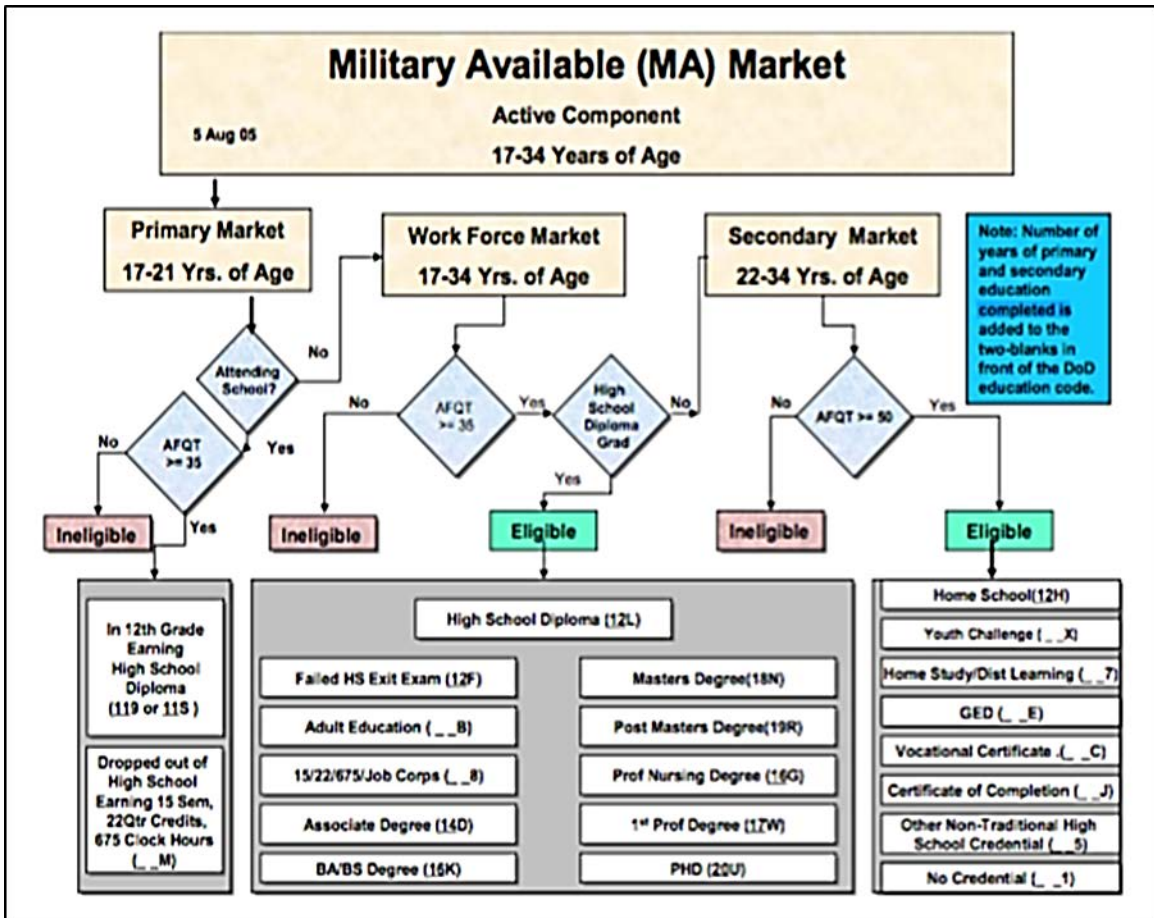 Military Available (MA) Market
Active Component
5 Aug 05
17-34 Years of Age
Primary Market
17-21 Yrs. of Age
Work Force Market
17-34 Yrs. of Age
Secondary Market
22-34 Yrs. of Age
Note: Number of
years of primary
and secondary
education
completed is
added to the
two-blanks in
front of the DoD
education code.
Attending
School?
No
Yes
AFQT
>= 35
No
Yes
Ineligible
AFQT
>= 35
No
Yes
Ineligible
High
School
Diploma
Grad
No
Yes
Eligible
AFQT >= 50
No
Yes
Ineligible
Eligible
In 12th Grade
Earning
High School
Diploma
(119 or 11S )
Dropped out of
High School
Earning 15 Sem,
22Qtr Credits,
675 Clock Hours
(_ _M)
High School Diploma (12L)
Failed HS Exit Exam (12F)
Adult Education (_ _B)
15/22/675/Job Corps (_ _8)
Associate Degree (14D)
BA/BS Degree (16K)
Masters Degree(18N)
Post Masters Degree(19R)
Prof Nursing Degree (16G)
1st Prof Degree (17W)
PHD (20U)
Home School(12H)
Youth Challenge (_ _X)
Home Study/Dist Learning (_ _7)
GED (_ _E)
Vocational Certificate .(_ _C)
Certificate of Completion (_ _J)
Other Non-Traditional High
School Credential (_ _5)
No Credential (_ _1)